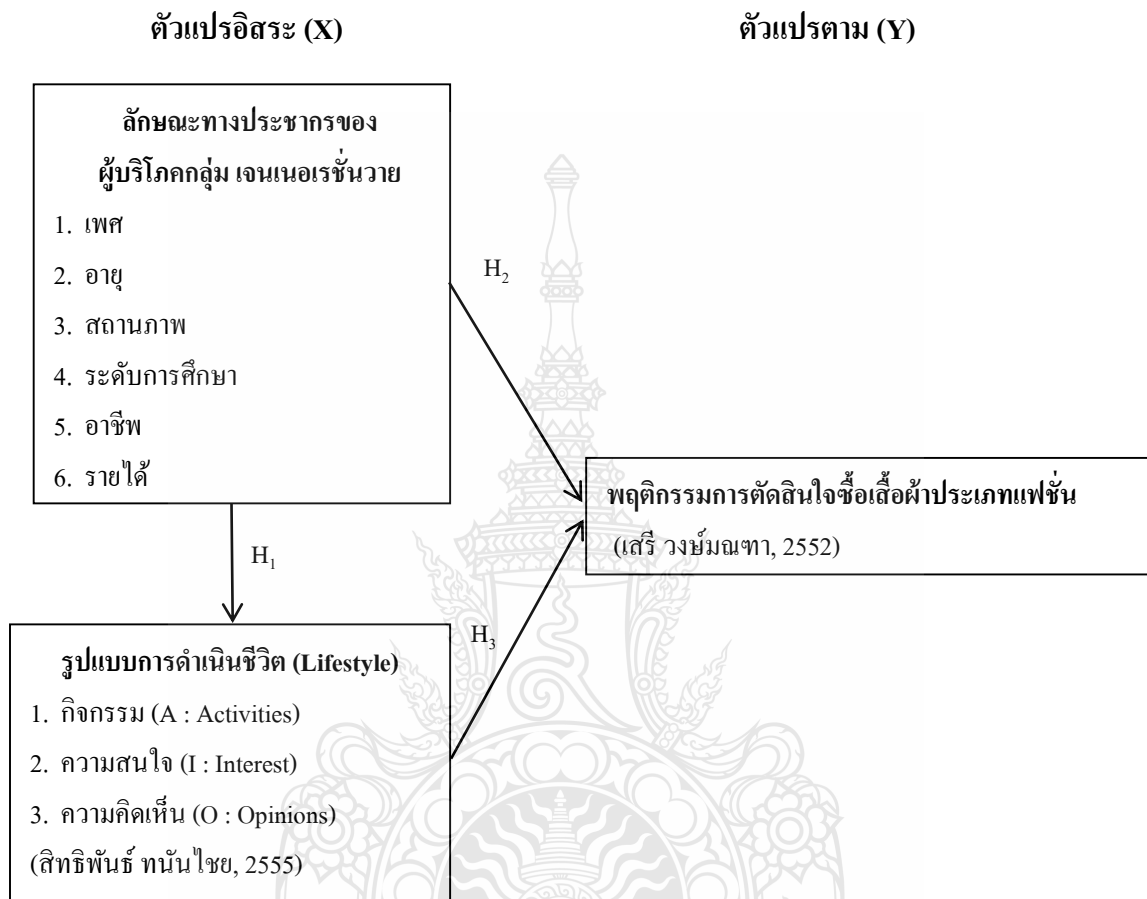 ตัวแปรอิสระ (X)
ตัวแปรตาม (Y)
ลักษณะทางประชากรของ
ผู้บริโภคกลุ่ม เจนเนอเรชั่นวาย
1. เพศ
2. อายุ
3. สถานภาพ
4. ระดับการศึกษา
5. อาชีพ
6. รายได้
H₂
พฤติกรรมการตัดสินใจซื้อเสื้อผ้าประเภทแฟชั่น
(เสรี วงษ์มณฑา, 2552)
H₁
H₃
รูปแบบการดำเนินชีวิต (Lifestyle)
1. กิจกรรม (A : Activities)
2. ความสนใจ (I : Interest)
3. ความคิดเห็น (O : Opinions)
(สิทธิพันธ์ ทนันไชย, 2555)